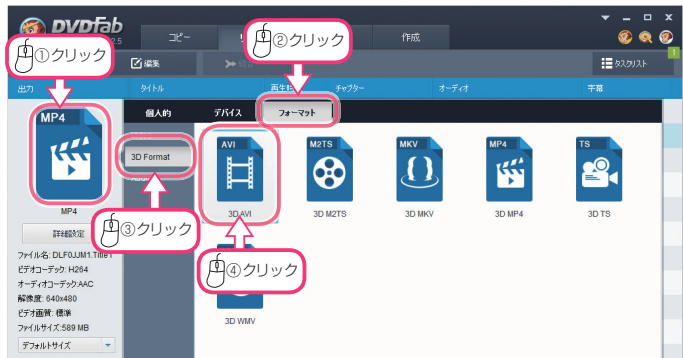 DVDFab
2.5
コピー
作成
①クリック
②クリック
編集
タスクリスト
1
出力
タイトル
チャプター
オーディオ
字幕
MP4
個人的
デバイス
フォーマット
3D Format
AVI
M2TS
MKV
MP4
TS
3D AVI
3D M2TS
3D MKV
3D MP4
3D TS
MP4
③クリック
④クリック
詳細設定
ファイル名: DLF0JJM1.Title1
ビデオコーデック: H264
オーディオコーデック:AAC
解像度: 640x480
ビデオ画質: 標準
ファイルサイズ:589 MB
デフォルトサイズ
3D WMV